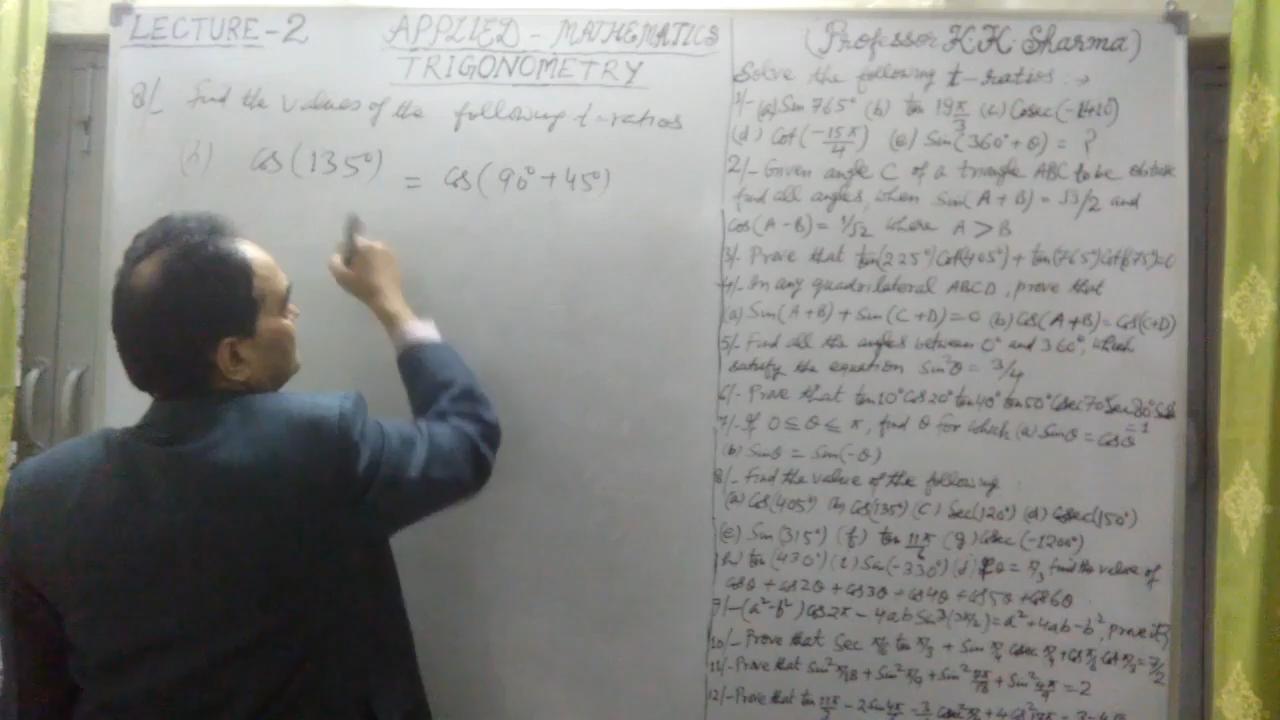 LECTURE-2
APPLIED-MATHEMATICS
TRIGONOMETRY
8/- Find the values of the following t-ratios
cos(135°) = cos(90°+45°)
(Professor K.K. Sharma)
Solve the following t-ratios :→
1/- (a) Sin 765° (b) tan 19π/3 (c) Cosec(-1410)
(d) Cot(-15π/4) (e) Sin(360°+θ) = ?
2/- Given angle C of a triangle ABC to be obtuse
find all angles, when Sin(A+B) = √3/2 and
cos(A-B) = 1/√2 where A > B
3/- Prove that tan(225°)Cot(405°) + tan(765°)Cot(675°)=0
4/- In any quadrilateral ABCD, prove that
(a) Sin(A+B) + Sin(C+D) = 0 (b) Cos(A+B) = Cos(C+D)
5/- Find all the angles between 0° and 360°, which
satisfy the equation Sin²θ = 3/4
6/- Prove that tan10° Cos20° tan40° tan50° Cosec70° Sec80°
= 1
7/- If 0 ≤ θ ≤ π, find θ for which (a) Sinθ = cosθ
(b) Sinθ = Sin(-θ)
8/- Find the value of the following
(a) Cos(405°) (b) Cos(135°) (c) Sec(120°) (d) Cosec(150°)
(e) Sin(315°) (f) tan 11π/6 (g) Cosec(-1200°)
(h) tan(430°) (i) Sin(-330°) (j) If θ = π/3 find the value of
cosθ + cos2θ + cos3θ + cos4θ + cos5θ + cos6θ
9/- (a²-b²) cos2π - 4ab = a²+4ab-b², prove it?
10/- Prove that Sec tan π/3 + Sin π/4 Cosec π/4 + cos cos π/3 = 7/2
11/- Prove that Sin² π/18 + Sin² π/9 + Sin² 7π/18 + Sin² 4π/9 = 2
12/- Prove that tan